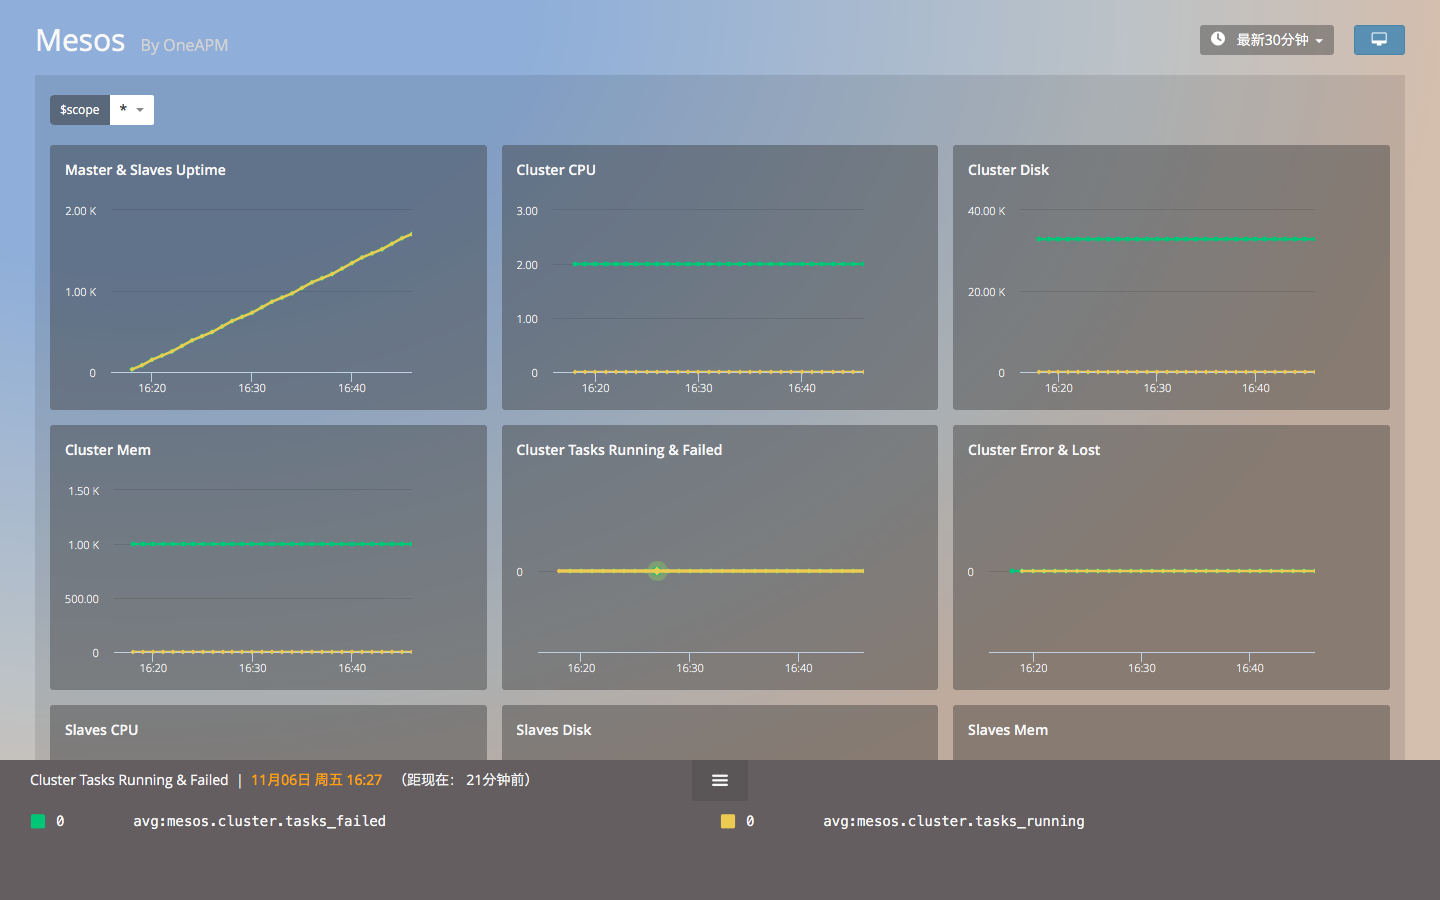 Mesos By OneAPM
最新30分钟
$scope * 
Master & Slaves Uptime
2.00 K
1.00 K
0
16:20 16:30 16:40
Cluster CPU
3.00
2.00
1.00
0
16:20 16:30 16:40
Cluster Disk
40.00 K
20.00 K
0
16:20 16:30 16:40
Cluster Mem
1.50 K
1.00 K
500.00
0
16:20 16:30 16:40
Cluster Tasks Running & Failed
0
16:20 16:30 16:40
Cluster Error & Lost
0
16:20 16:30 16:40
Slaves CPU
Slaves Disk
Slaves Mem
Cluster Tasks Running & Failed | 11月06日 周五 16:27 （距现在： 21分钟前）
0 avg:mesos.cluster.tasks_failed
0 avg:mesos.cluster.tasks_running